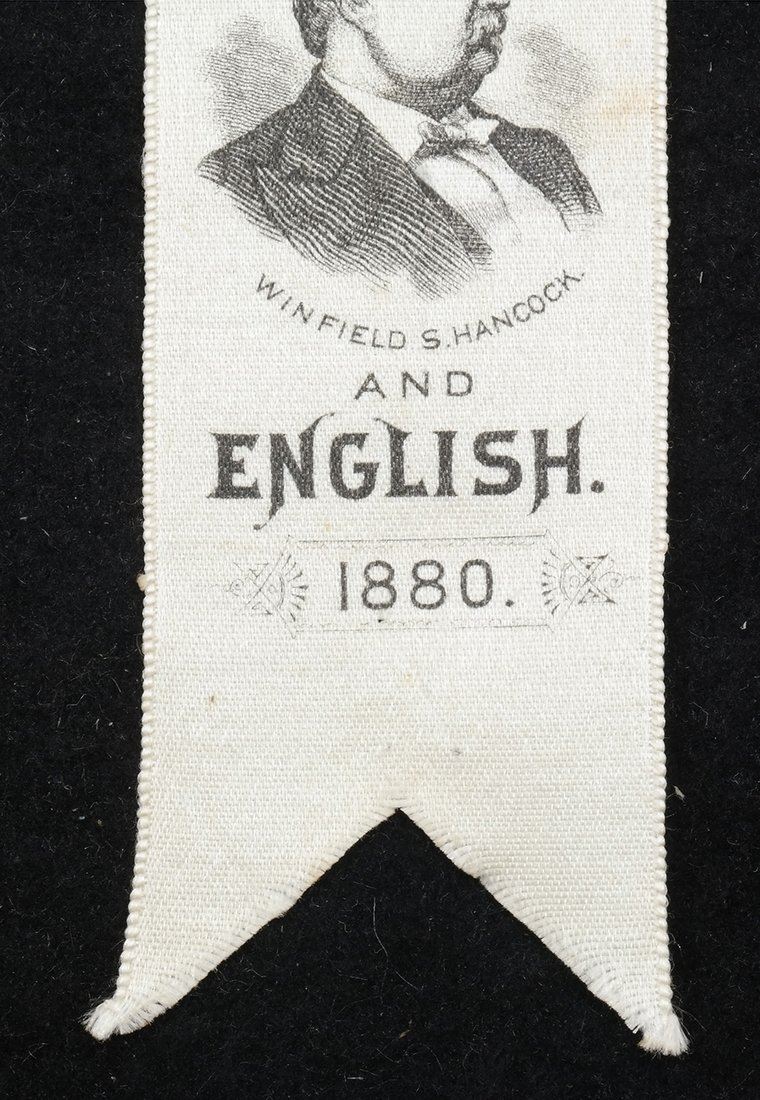 WINFIELD S. HANCOCK.
AND
ENGLISH.
1880.